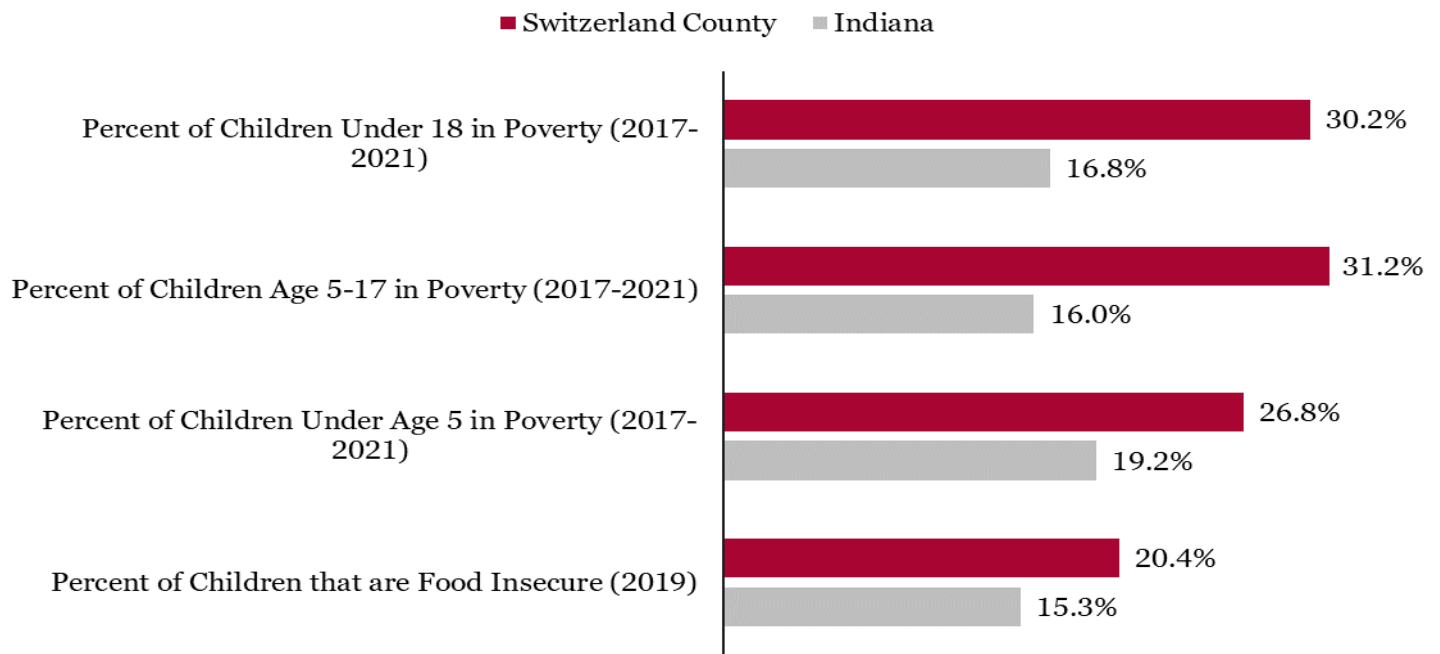 Switzerland County Indiana
Percent of Children Under 18 in Poverty (2017-
2021)
30.2%
16.8%
Percent of Children Age 5-17 in Poverty (2017-2021)
31.2%
16.0%
Percent of Children Under Age 5 in Poverty (2017-
2021)
26.8%
19.2%
Percent of Children that are Food Insecure (2019)
20.4%
15.3%